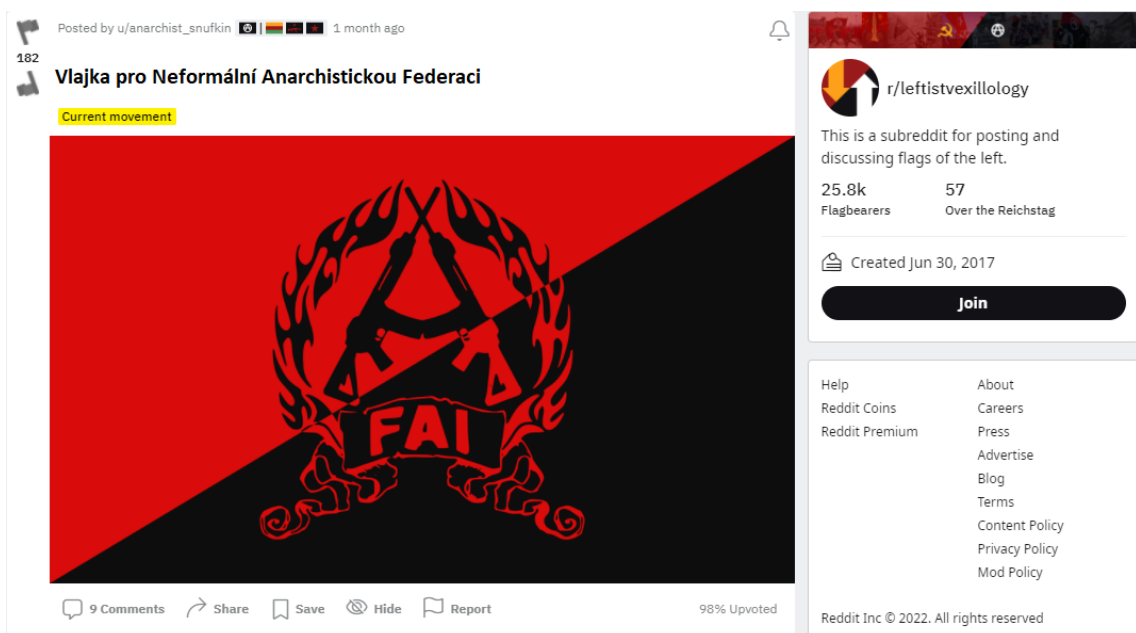 Posted by u/anarchist_snufkin 1 month ago
182
Vlajka pro Neformální Anarchistickou Federaci
Current movement
FAI
9 Comments Share Save Hide Report 98% Upvoted
r/leftistvexillology
This is a subreddit for posting and
discussing flags of the left.
25.8k 57
Flagbearers Over the Reichstag
Created Jun 30, 2017
Join
Help About
Reddit Coins Careers
Reddit Premium Press
Advertise
Blog
Terms
Content Policy
Privacy Policy
Mod Policy
Reddit Inc © 2022. All rights reserved